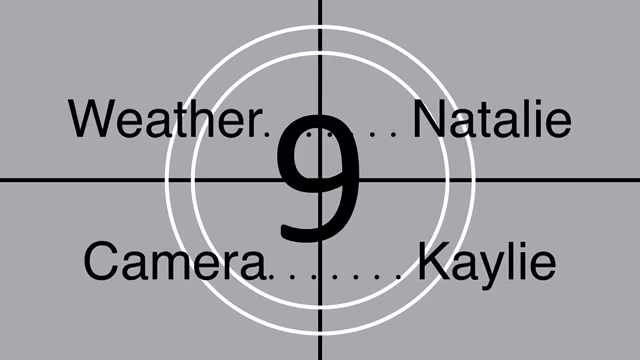 Weather. . . . . . . Natalie
9
Camera. . . . . . . Kaylie